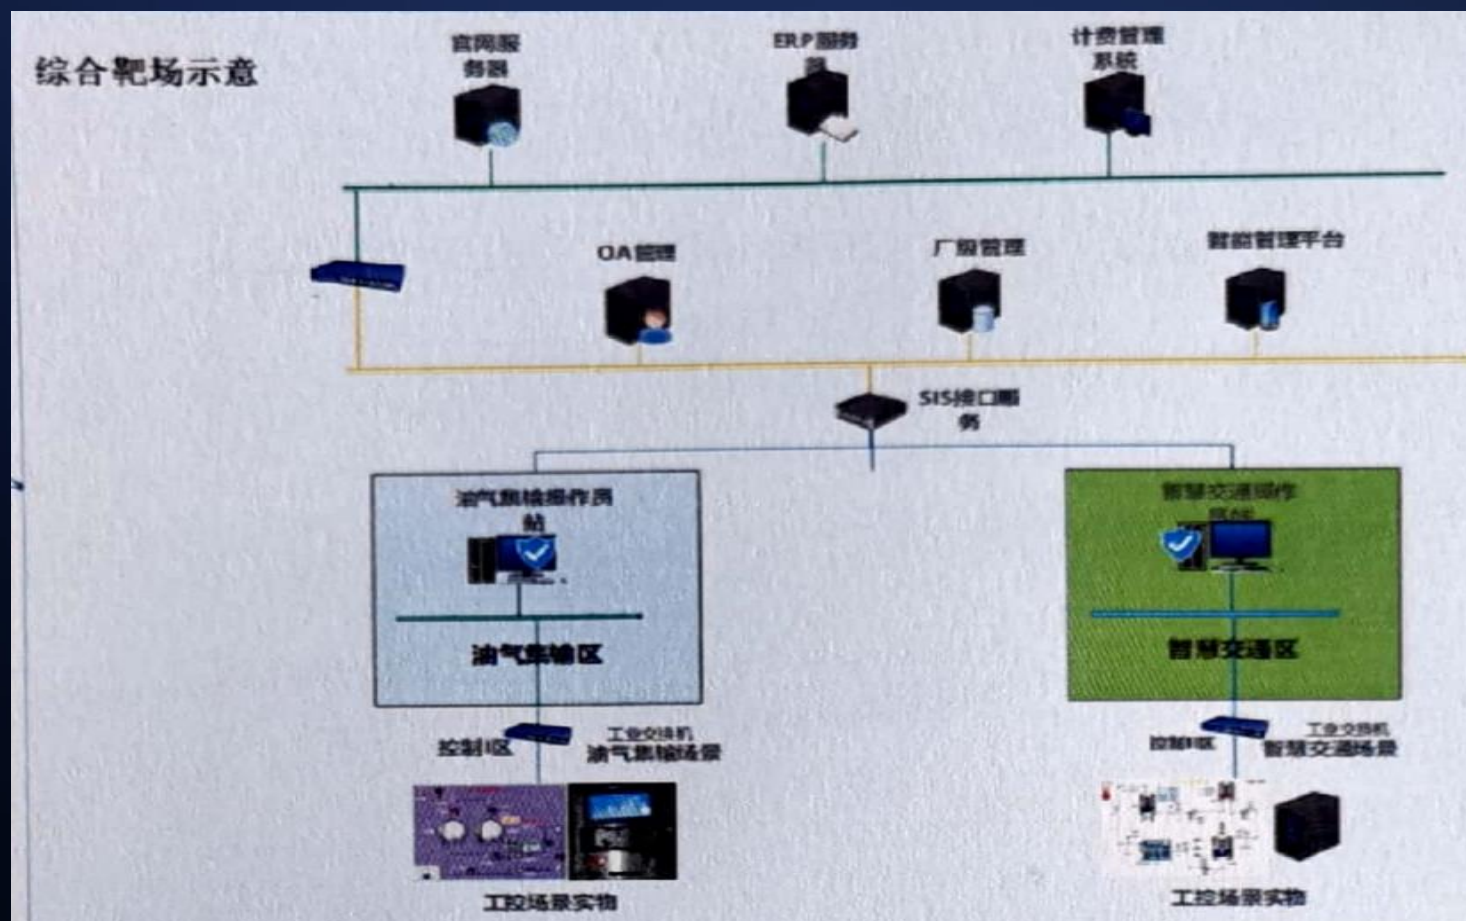 综合靶场示意
官网服
务器
ERP服务
器
计费管理
系统
OA管理
厂级管理
智能管理平台
SIS接口服
务
油气集输操作员
站
智慧交通操作
油气集输区
智慧交通区
控制I区
工业交换机
油气集输场景
控制II区
工业交换机
智慧交通场景
工控场景实物
工控场景实物